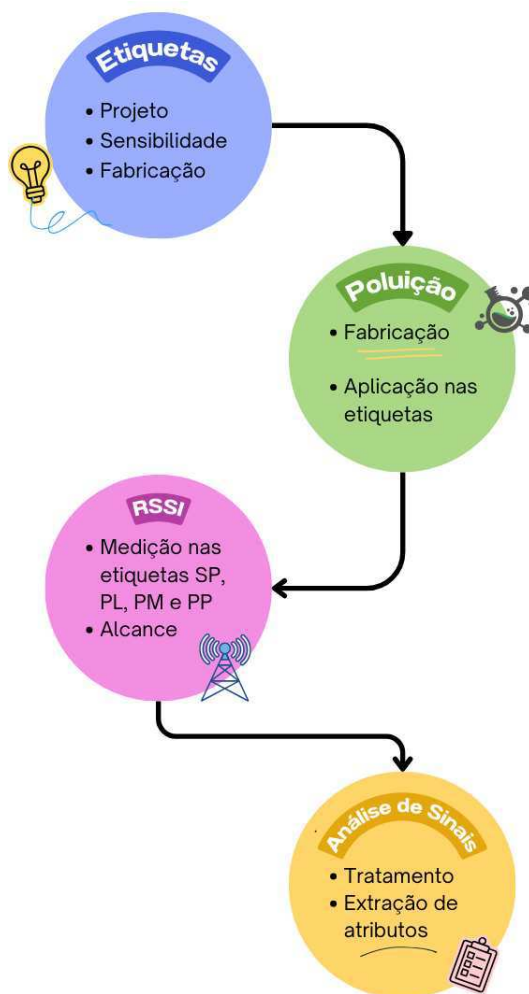 Etiquetas
• Projeto
• Sensibilidade
• Fabricação
Poluição
• Fabricação
• Aplicação nas
etiquetas
RSSI
• Medição nas
etiquetas SP,
PL, PM e PP
• Alcance
Análise de Sinais
• Tratamento
• Extração de
atributos